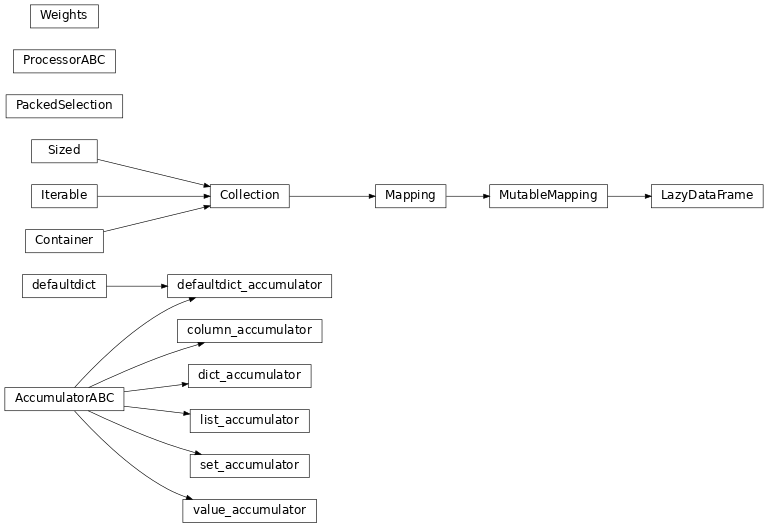 Weights
ProcessorABC
PackedSelection
Sized
Iterable
Collection
Mapping
MutableMapping
LazyDataFrame
Container
defaultdict
defaultdict_accumulator
column_accumulator
dict_accumulator
AccumulatorABC
list_accumulator
set_accumulator
value_accumulator